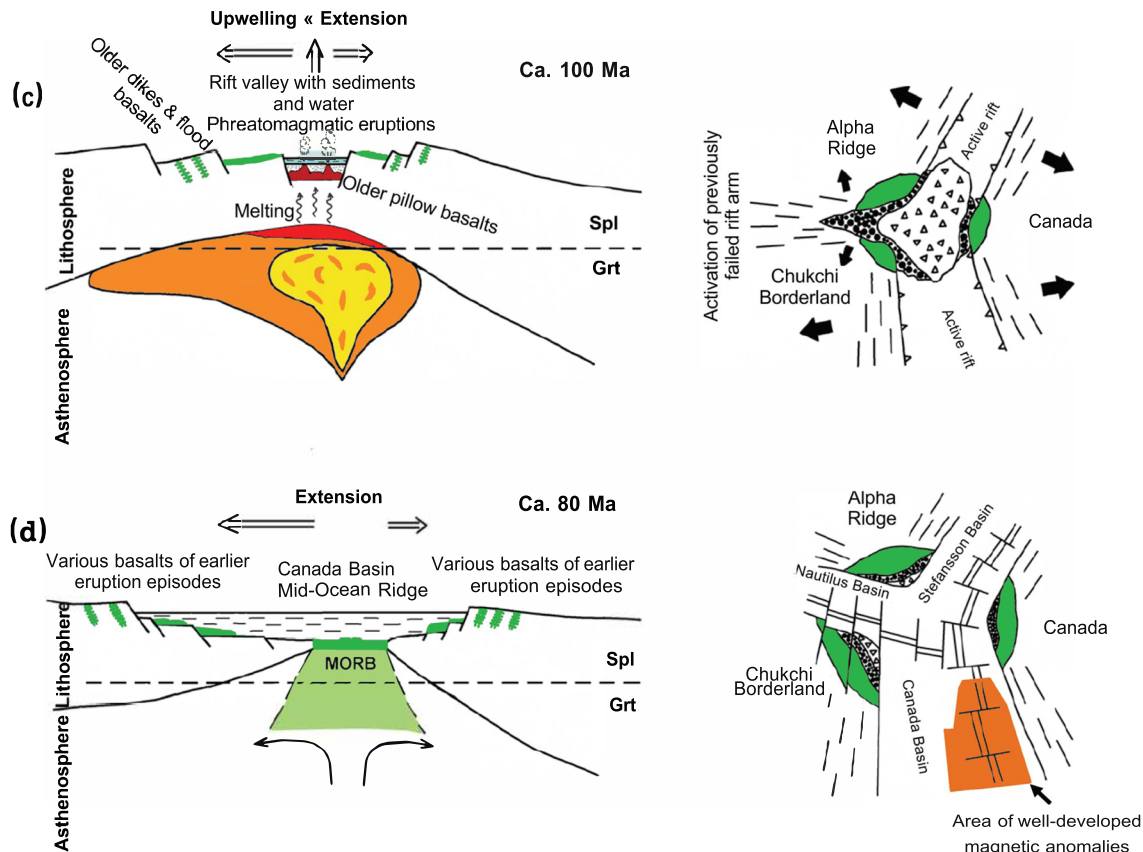 Upwelling « Extension
Ca. 100 Ma
(c)
Older dikes & flood
basalts
Rift valley with sediments
and water
Phreatomagmatic eruptions
Older pillow basalts
Melting
Lithosphere
Asthenosphere
Spl
Grt
Activation of previously
failed rift arm
Alpha
Ridge
Active rift
Canada
Chukchi
Borderland
Active rift
(d)
Extension
Ca. 80 Ma
Various basalts of earlier
eruption episodes
Canada Basin
Mid-Ocean Ridge
Various basalts of earlier
eruption episodes
Lithosphere
Asthenosphere
MORB
Spl
Grt
Alpha
Ridge
Nautilus Basin
Stefansson Basin
Canada
Chukchi
Borderland
Canada Basin
Area of well-developed
magnetic anomalies